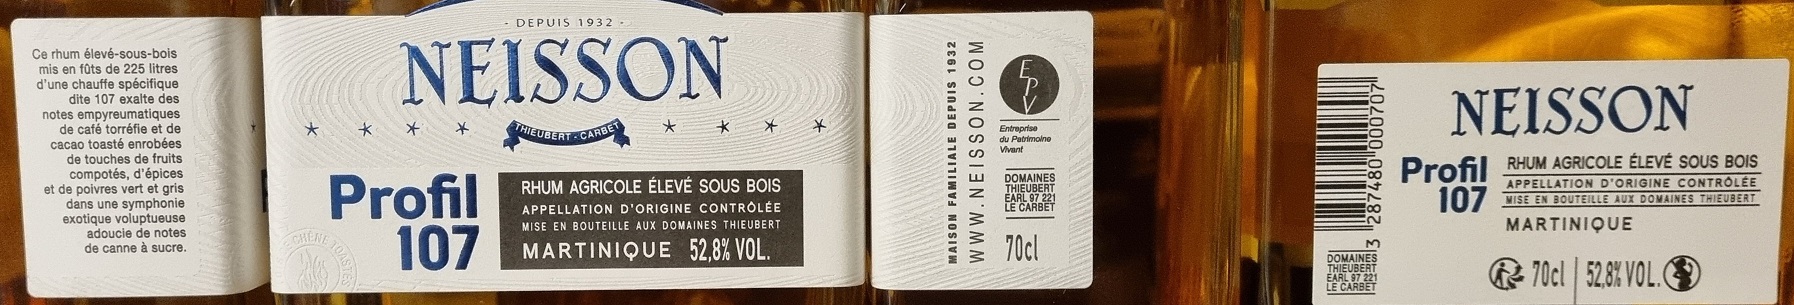 Ce rhum élevé-sous-bois
mis en fûts de 225 litres
d'une chauffe spécifique
dite 107 exalte des
notes empyreumatiques
de café torréfie et de
cacao toasté enrobées
de touches de fruits
compotés, d'épices
et de poivres vert et gris
dans une symphonie
exotique voluptueuse
adoucie de notes
de canne à sucre.
- DEPUIS 1932 -
NEISSON
THIEUBERT - CARBET
Profil
107
RHUM AGRICOLE ÉLEVÉ SOUS BOIS
APPELLATION D'ORIGINE CONTRÔLÉE
MISE EN BOUTEILLE AUX DOMAINES THIEUBERT
MARTINIQUE 52,8% VOL.
CHÊNE TOASTÉS
MAISON FAMILIALE DEPUIS 1932
WWW.NEISSON.COM
EPV
Entreprise
du Patrimoine
Vivant
DOMAINES
THIEUBERT
EARL 97 221
LE CARBET
70cl
3 287480 000707
DOMAINES
THIEUBERT
EARL 97 221
LE CARBET
NEISSON
Profil
107
RHUM AGRICOLE ÉLEVÉ SOUS BOIS
APPELLATION D'ORIGINE CONTRÔLÉE
MISE EN BOUTEILLE AUX DOMAINES THIEUBERT
MARTINIQUE
70cl 52,8% VOL.